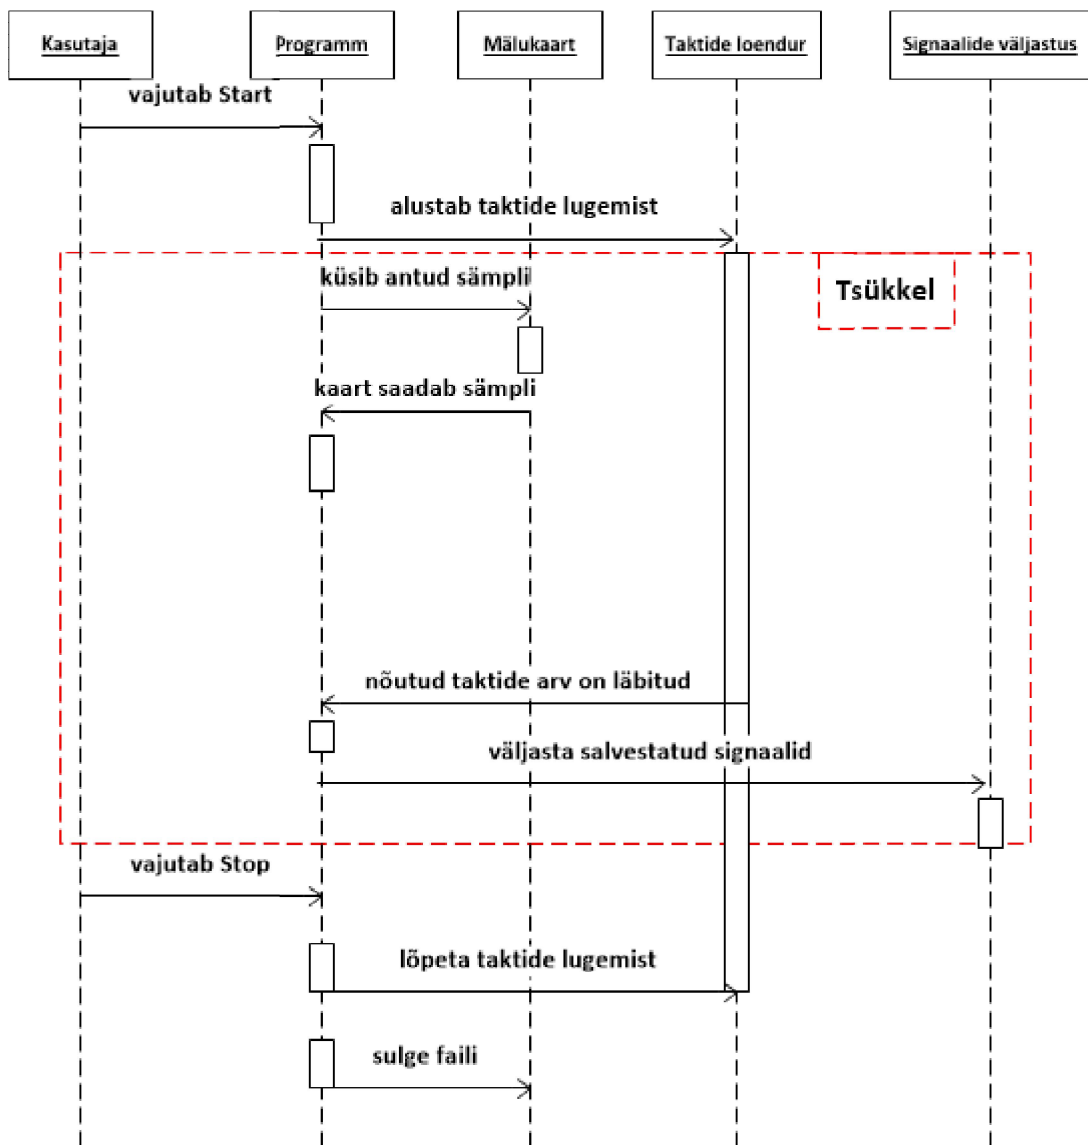 Kasutaja
Programm
Mälukaart
Taktide loendur
Signaalide väljastus
vajutab Start
alustab taktide lugemist
küsib antud sämpli
Tsükkel
kaart saadab sämpli
nõutud taktide arv on läbitud
väljasta salvestatud signaalid
vajutab Stop
lõpeta taktide lugemist
sulge faili